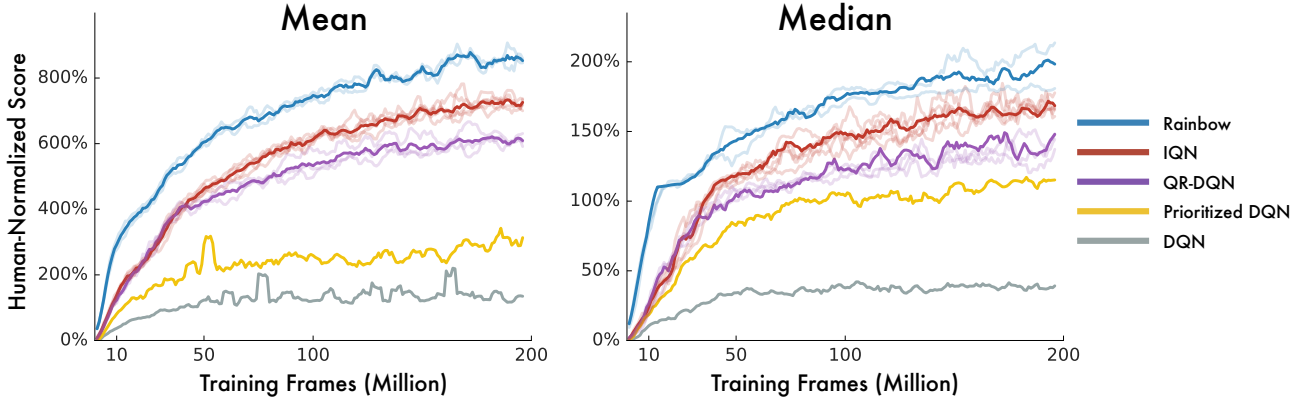 Mean
Human-Normalized Score
800%
600%
400%
200%
0%
10
50
100
200
Training Frames (Million)
Median
200%
150%
100%
50%
0%
10
50
100
200
Training Frames (Million)
Rainbow
IQN
QR-DQN
Prioritized DQN
DQN